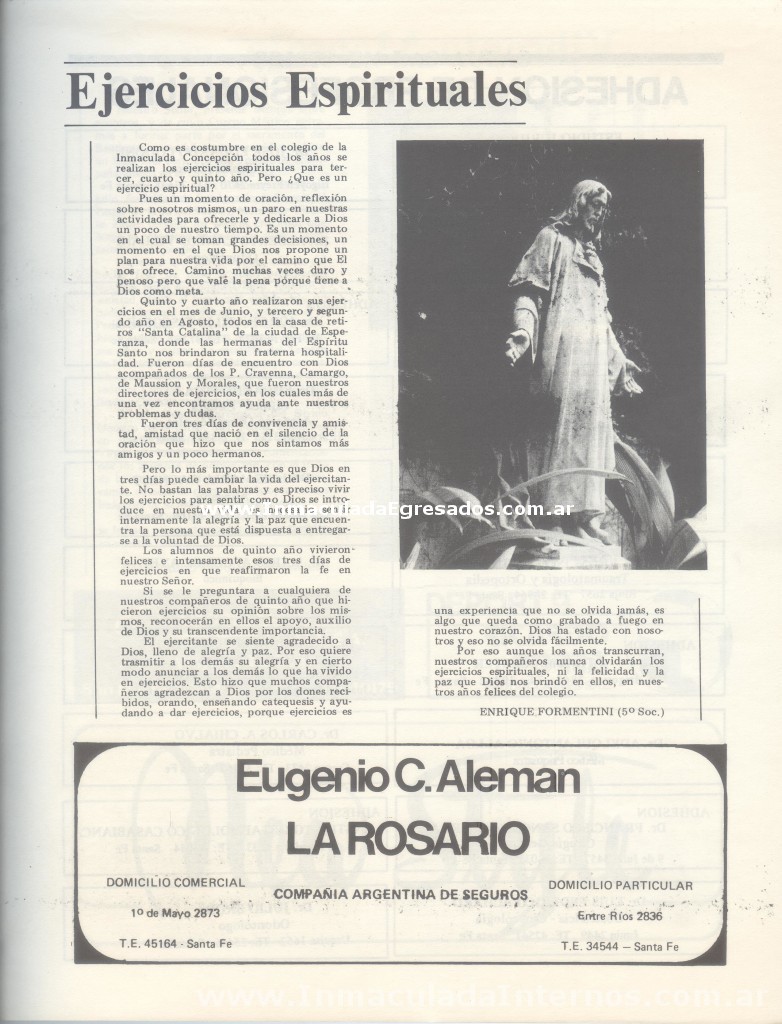 Ejercicios Espirituales
Como es costumbre en el colegio de la
Inmaculada Concepción todos los años se
realizan los ejercicios espirituales para ter-
cer, cuarto y quinto año. Pero ¿Que es un
ejercicio espiritual?
Pues un momento de oración, reflexión
sobre nosotros mismos, un paro en nuestras
actividades para ofrecerle y dedicarle a Dios
un poco de nuestro tiempo. Es un momento
en el cual se toman grandes decisiones, un
momento en el que Dios nos propone un
plan para nuestra vida por el camino que El
nos ofrece. Camino muchas veces duro y
penoso pero que vale la pena pórque tiene a
Dios como meta.
Quinto y cuarto año realizaron sus ejer-
cicios en el mes de Junio, y tercero y segun-
do año en Agosto, todos en la casa de reti-
ros "Santa Catalina" de la ciudad de Espe-
ranza, donde las hermanas del Espíritu
Santo nos brindaron su fraterna hospitali-
dad. Fueron días de encuentro con Dios
acompañados de los P. Cravenna, Camargo,
de Maussion y Morales, que fueron nuestros
directores de ejercicios, en los cuales más de
una vez encontramos ayuda ante nuestros
problemas y dudas.
Fueron tres días de convivencia y amis-
tad, amistad que nació en el silencio de la
oración que hizo que nos sintamos más
amigos y un poco hermanos.
Pero lo más importante es que Dios en
tres días puede cambiar la vida del ejercitan-
te. No bastan las palabras y es preciso vivir
los ejercicios para sentir como Dios se intro-
duce en nuestra
internamente la alegría y la paz que encuen-
tra la persona que está dispuesta a entregar-
se a la voluntad de Dios.
Los alumnos de quinto año vivieron
felices e intensamente esos tres días de
ejercicios en que reafirmaron la fe en
nuestro Señor.
Si se le preguntara a cualquiera de
nuestros compañeros de quinto año que hi-
cieron ejercicios su opinión sobre los mis-
mos, reconocerán en ellos el apoyo, auxilio
de Dios y su transcendente importancia.
El ejercitante se siente agradecido a
Dios, lleno de alegría y paz. Por eso quiere
trasmitir a los demás su alegría y en cierto
modo anunciar a los demás lo que ha vivido
en ejercicios. Esto hizo que muchos compa-
ñeros agradezcan a Dios por los dones reci-
bidos, orando, enseñando catequesis y ayu-
dando a dar ejercicios, porque ejercicios es
una experiencia que no se olvida jamás, es
algo que queda como grabado a fuego en
nuestro corazón. Dios ha estado con noso-
tros y eso no se olvida fácilmente.
Por eso aunque los años transcurran,
nuestros compañeros nunca olvidarán los
ejercicios espirituales, ni la felicidad y la
paz que Dios nos brindó en ellos, en nues-
tros años felices del colegio.
ENRIQUE FORMENTINI (5º Soc.)
www.InmaculadaEgresados.com.ar
Eugenio C. Aleman
LA ROSARIO
COMPAÑIA ARGENTINA DE SEGUROS
DOMICILIO COMERCIAL
1º de Mayo 2873
T.E. 45164 - Santa Fe
DOMICILIO PARTICULAR
Entre Ríos 2836
T.E. 34544 — Santa Fe
www.InmaculadaInternos.com.ar